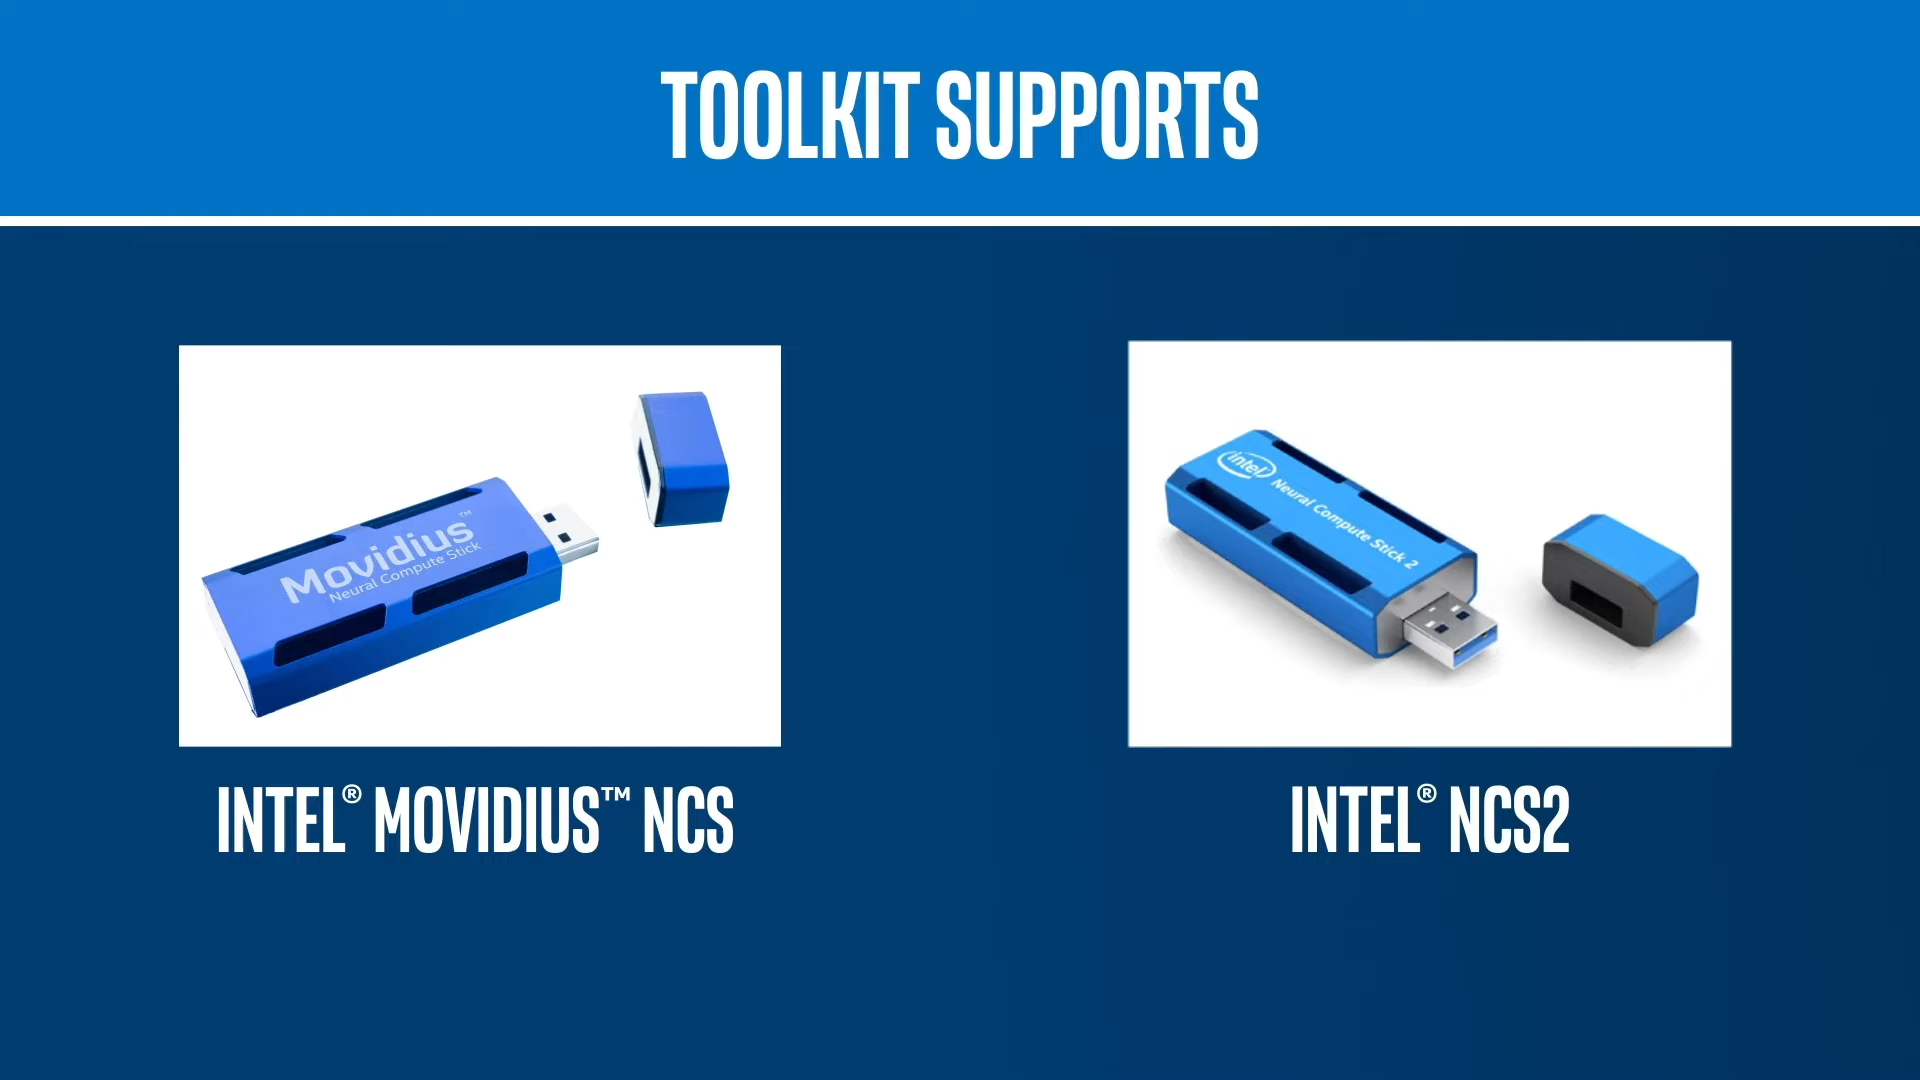 TOOLKIT SUPPORTS
Movidius™
Neural Compute Stick
intel
Neural Compute Stick 2
INTEL® MOVIDIUS™ NCS
INTEL® NCS2